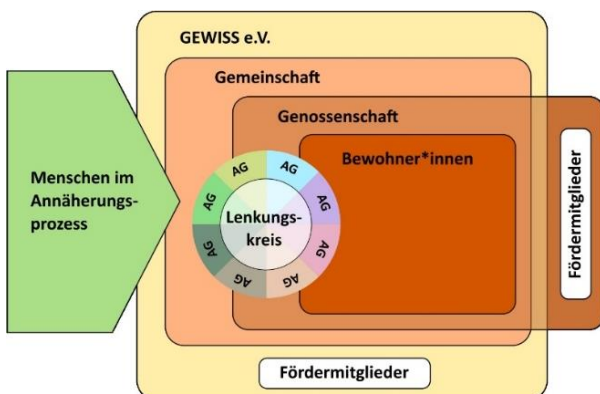 GEWISS e.V.
Gemeinschaft
Genossenschaft
Bewohner*innen
Menschen im
Annäherungs-
prozess
AG
AG
AG
AG
AG
AG
AG
AG
Lenkungs-
kreis
Fördermitglieder
Fördermitglieder